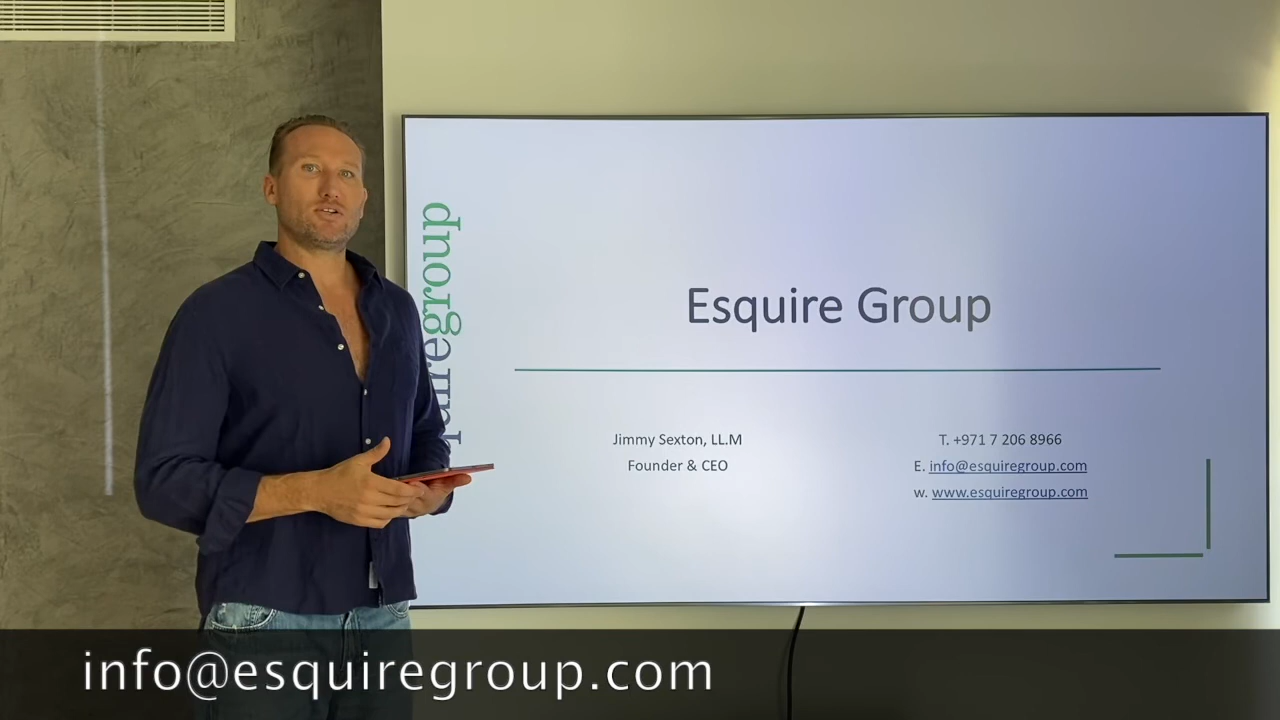 group
Esquire Group
Jimmy Sexton, LL.M
Founder & CEO
T. +971 7 206 8966
E. info@esquiregroup.com
w. www.esquiregroup.com
info@esquiregroup.com